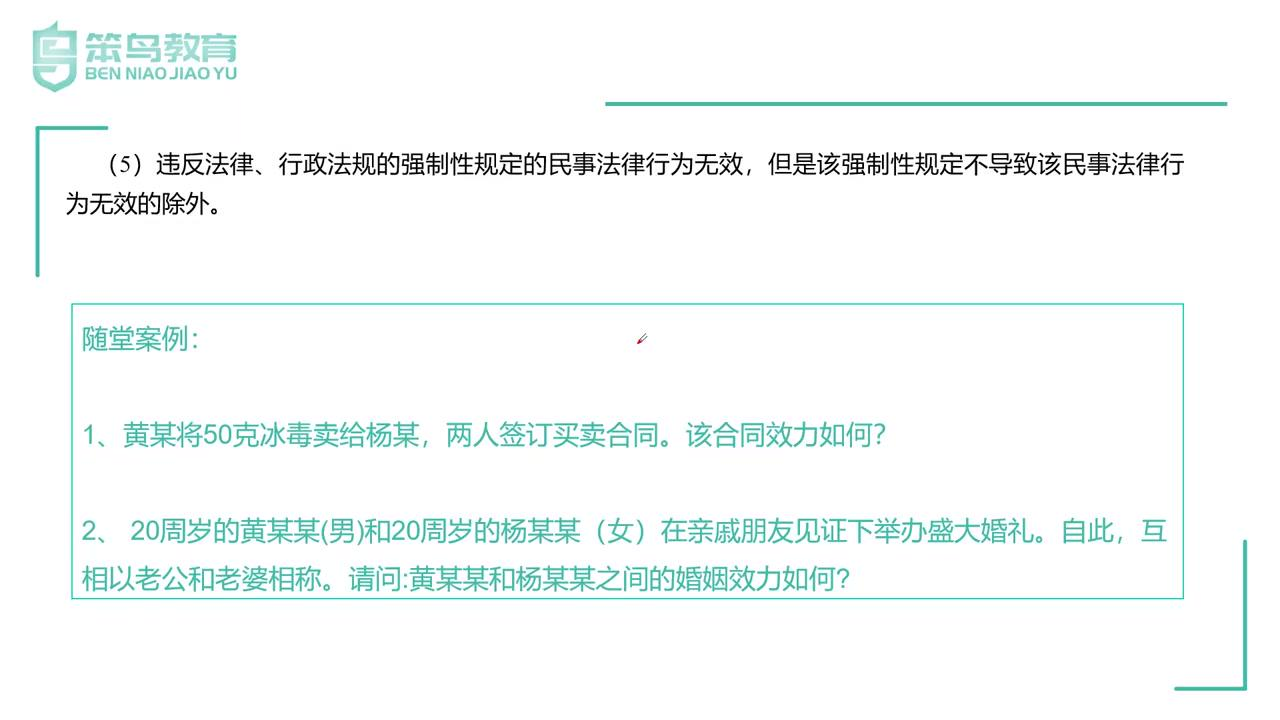 笨鸟教育
BEN NIAO JIAO YU
（5）违反法律、行政法规的强制性规定的民事法律行为无效，但是该强制性规定不导致该民事法律行
为无效的除外。
随堂案例：
1、黄某将50克冰毒卖给杨某，两人签订买卖合同。该合同效力如何？
2、 20周岁的黄某某(男)和20周岁的杨某某（女）在亲戚朋友见证下举办盛大婚礼。自此，互
相以老公和老婆相称。请问:黄某某和杨某某之间的婚姻效力如何？